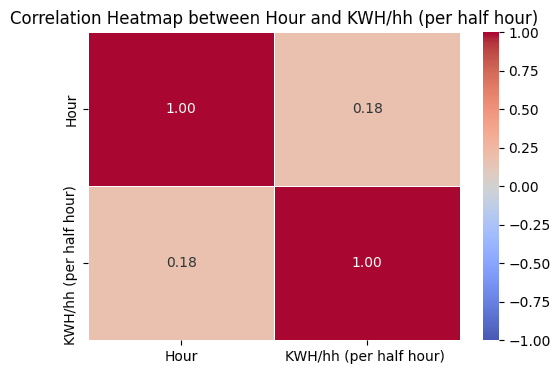 Correlation Heatmap between Hour and KWH/hh (per half hour)
Hour
KWH/hh (per half hour)
1.00
0.18
0.18
1.00
Hour
KWH/hh (per half hour)
1.00
0.75
0.50
0.25
0.00
−0.25
−0.50
−0.75
−1.00